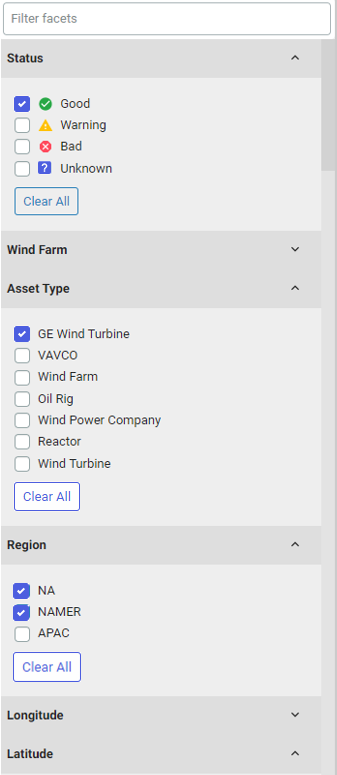 Filter facets
Status
Good
Warning
Bad
? Unknown
Clear All
Wind Farm
Asset Type
GE Wind Turbine
VAVCO
Wind Farm
Oil Rig
Wind Power Company
Reactor
Wind Turbine
Clear All
Region
NA
NAMER
APAC
Clear All
Longitude
Latitude